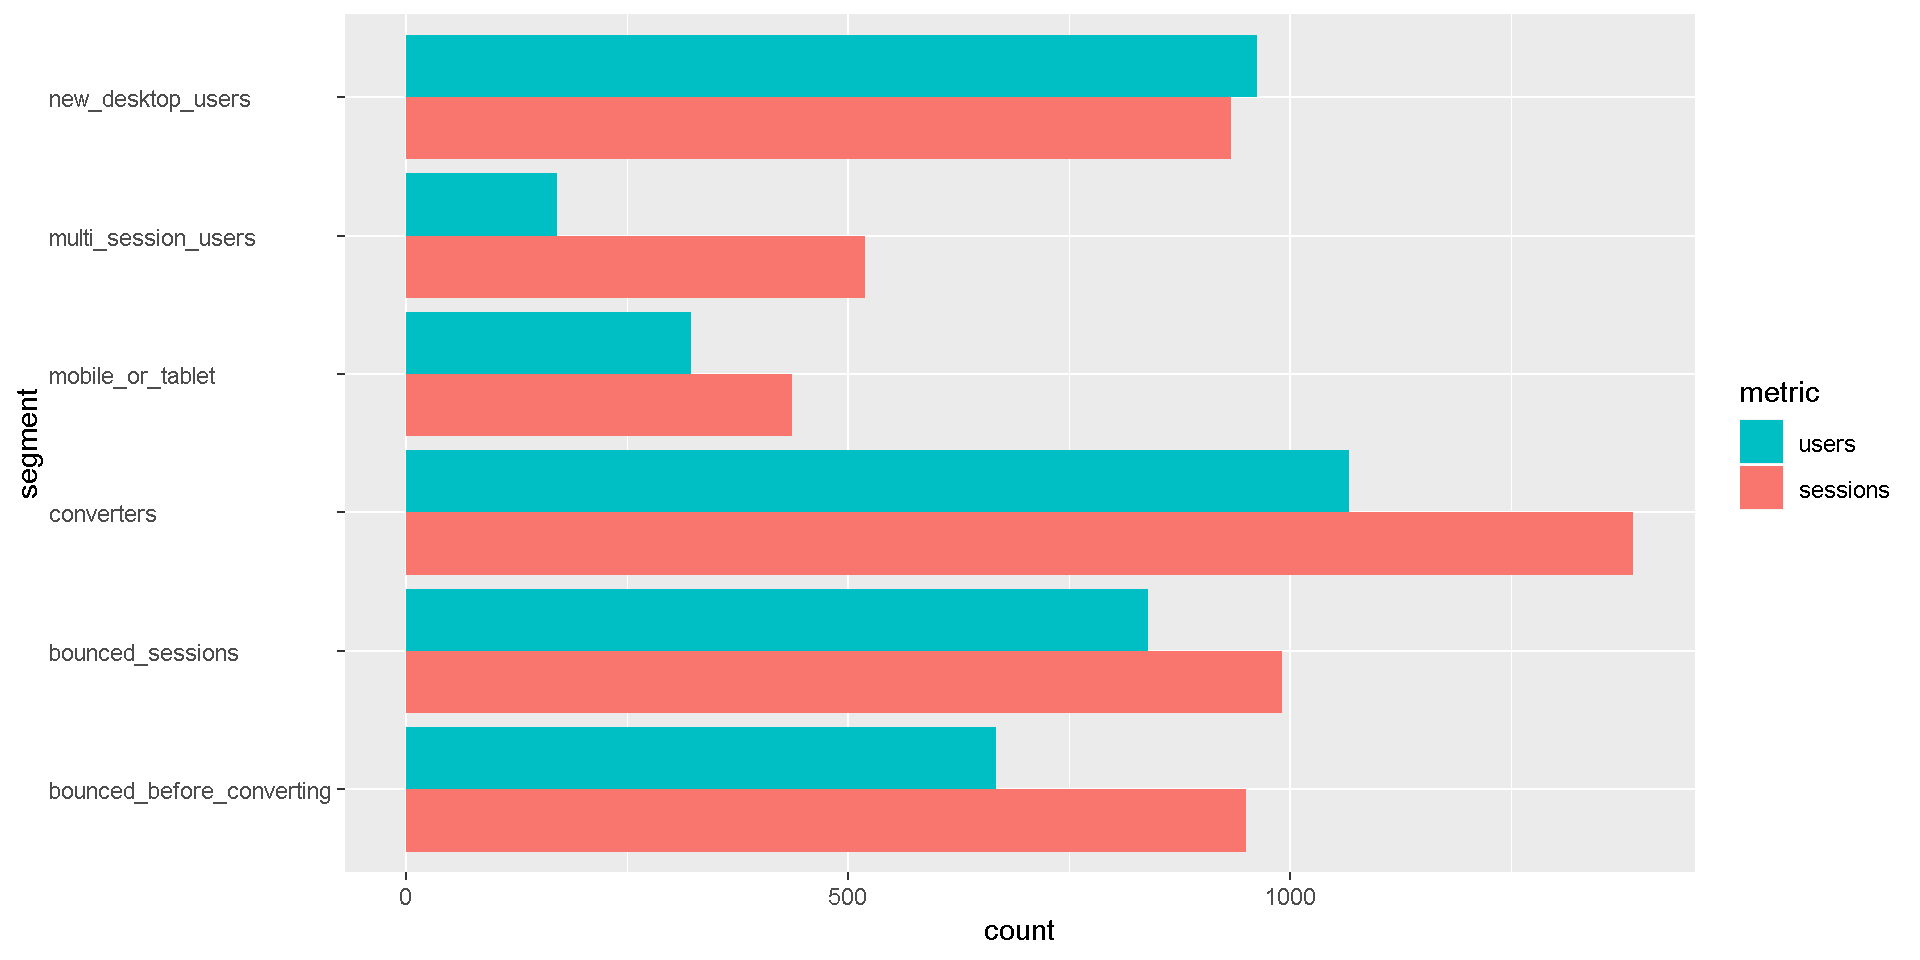 new_desktop_users
multi_session_users
mobile_or_tablet
converters
bounced_sessions
bounced_before_converting
segment
0 500 1000
count
metric
users
sessions